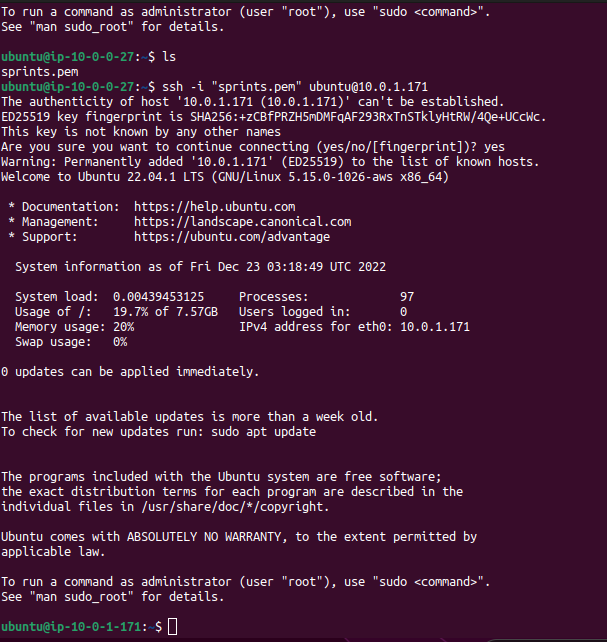 To run a command as administrator (user "root"), use "sudo <command>".
See "man sudo_root" for details.
ubuntu@ip-10-0-0-27:~$ ls
sprints.pem
ubuntu@ip-10-0-0-27:~$ ssh -i "sprints.pem" ubuntu@10.0.1.171
The authenticity of host '10.0.1.171 (10.0.1.171)' can't be established.
ED25519 key fingerprint is SHA256:+zCBfPRZH5mDMFqAF293RxTnSTklyHtRW/4Qe+UCcWc.
This key is not known by any other names
Are you sure you want to continue connecting (yes/no/[fingerprint])? yes
Warning: Permanently added '10.0.1.171' (ED25519) to the list of known hosts.
Welcome to Ubuntu 22.04.1 LTS (GNU/Linux 5.15.0-1026-aws x86_64)
* Documentation:  https://help.ubuntu.com
* Management:     https://landscape.canonical.com
* Support:        https://ubuntu.com/advantage
System information as of Fri Dec 23 03:18:49 UTC 2022
System load:  0.00439453125     Processes:             97
Usage of /:   19.7% of 7.57GB   Users logged in:       0
Memory usage: 20%               IPv4 address for eth0: 10.0.1.171
Swap usage:   0%
0 updates can be applied immediately.
The list of available updates is more than a week old.
To check for new updates run: sudo apt update
The programs included with the Ubuntu system are free software;
the exact distribution terms for each program are described in the
individual files in /usr/share/doc/*/copyright.
Ubuntu comes with ABSOLUTELY NO WARRANTY, to the extent permitted by
applicable law.
To run a command as administrator (user "root"), use "sudo <command>".
See "man sudo_root" for details.
ubuntu@ip-10-0-1-171:~$